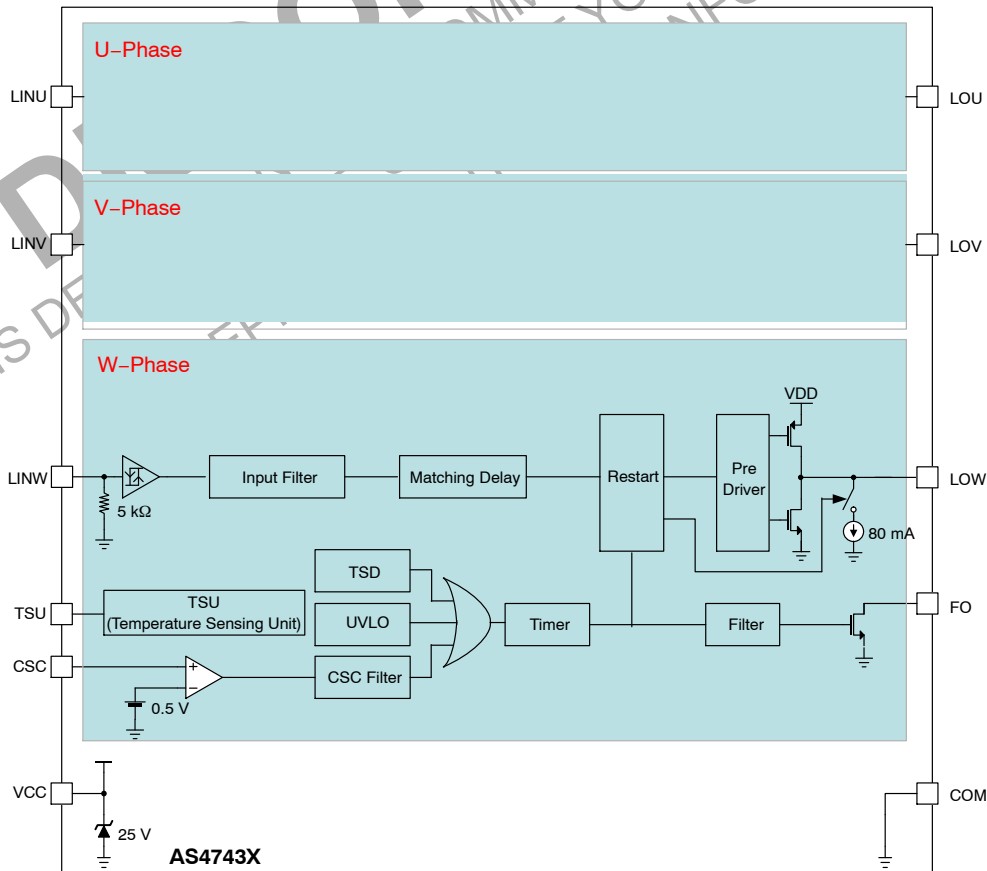 U–Phase
LINU
LOU
V–Phase
LINV
LOV
W–Phase
VDD
LINW
Input Filter
Matching Delay
Restart
Pre
Driver
LOW
5 kΩ
80 mA
TSD
TSU
TSU
(Temperature Sensing Unit)
UVLO
Timer
Filter
FO
CSC
+
−
CSC Filter
0.5 V
VCC
COM
25 V
AS4743X